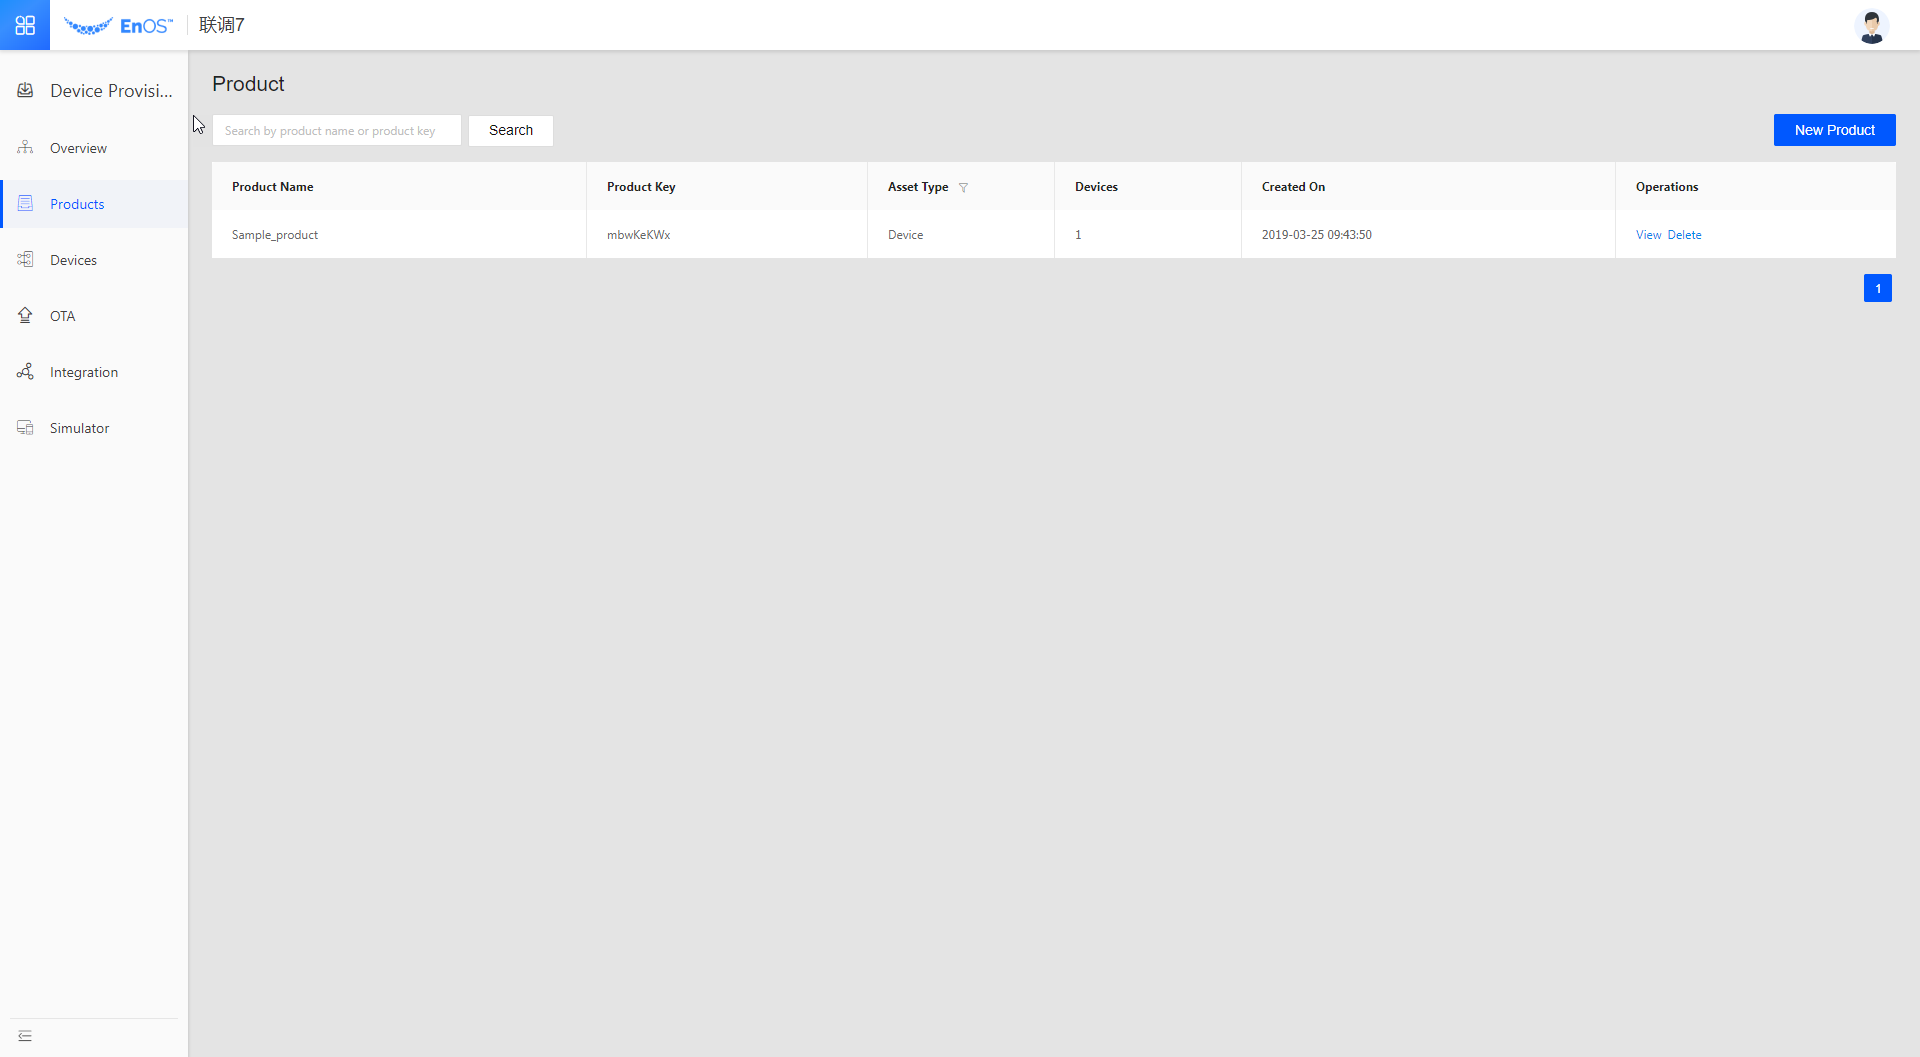 EnOS™ 联调7
Device Provisi...
Overview
Products
Devices
OTA
Integration
Simulator
Product
Search by product name or product key Search New Product
Product Name Product Key Asset Type Devices Created On Operations
Sample_product mbwKeKWx Device 1 2019-03-25 09:43:50 View Delete
1